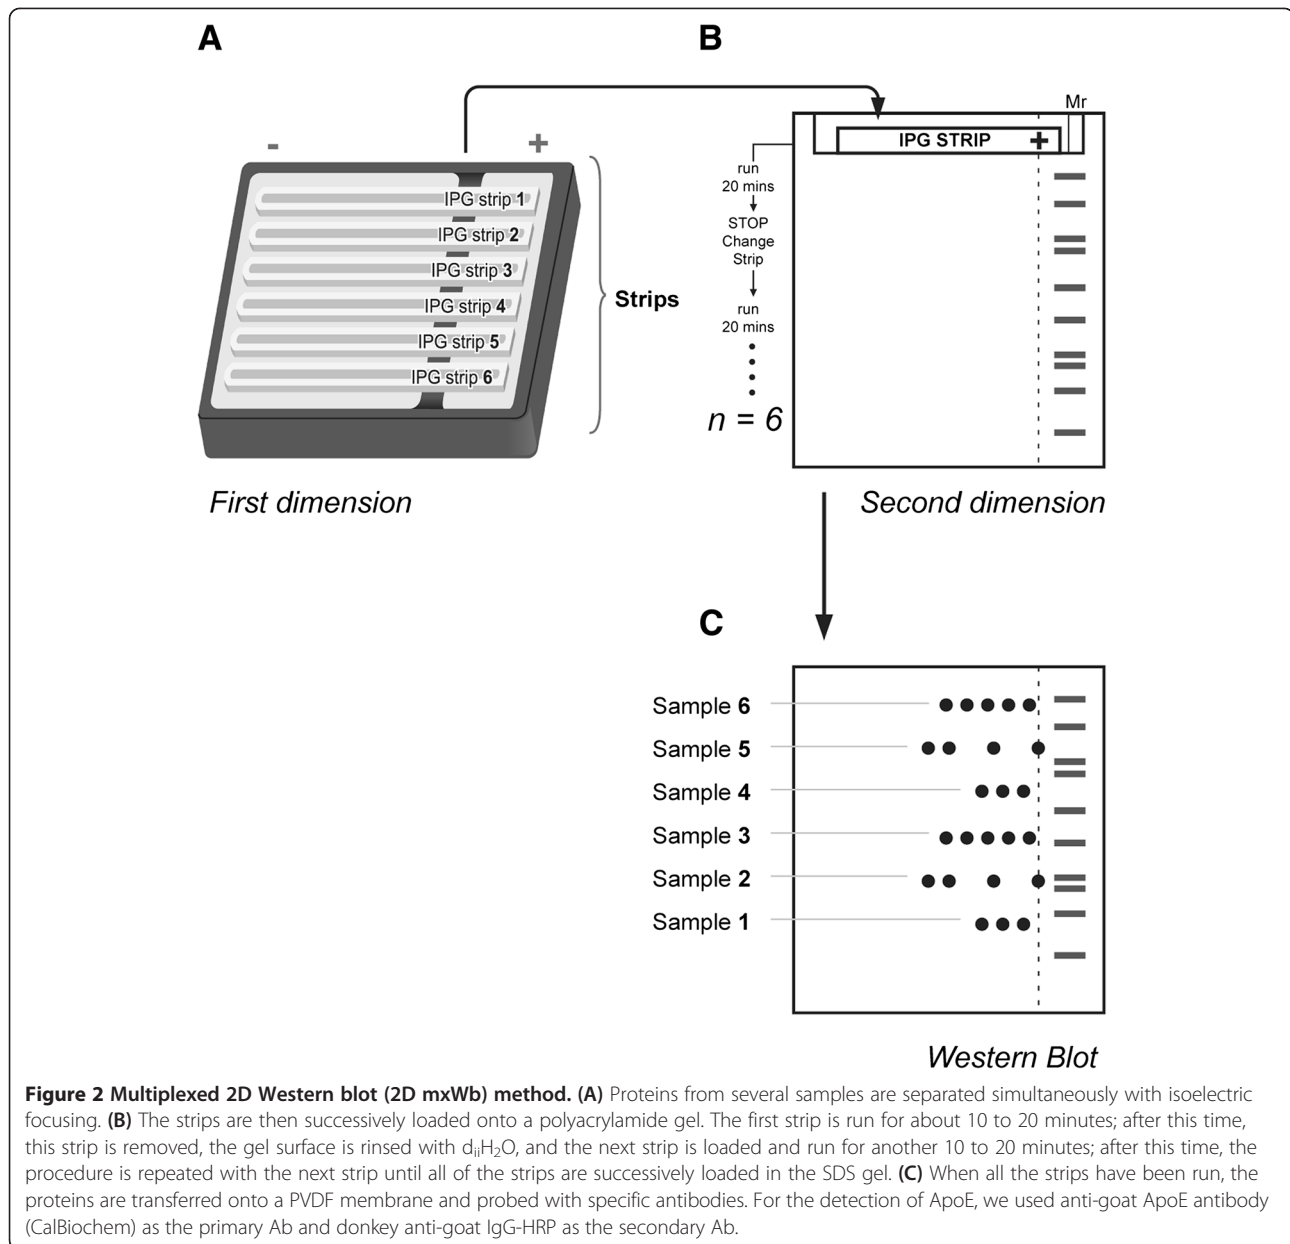 A
B
-
+
IPG strip 1
IPG strip 2
IPG strip 3
IPG strip 4
IPG strip 5
IPG strip 6
Strips
First dimension
Mr
IPG STRIP
+
run
20 mins
STOP
Change
Strip
run
20 mins
n = 6
Second dimension
C
Sample 6
Sample 5
Sample 4
Sample 3
Sample 2
Sample 1
Western Blot
Figure 2 Multiplexed 2D Western blot (2D mxWb) method. (A) Proteins from several samples are separated simultaneously with isoelectric
focusing. (B) The strips are then successively loaded onto a polyacrylamide gel. The first strip is run for about 10 to 20 minutes; after this time,
this strip is removed, the gel surface is rinsed with diiH2O, and the next strip is loaded and run for another 10 to 20 minutes; after this time, the
procedure is repeated with the next strip until all of the strips are successively loaded in the SDS gel. (C) When all the strips have been run, the
proteins are transferred onto a PVDF membrane and probed with specific antibodies. For the detection of ApoE, we used anti-goat ApoE antibody
(CalBiochem) as the primary Ab and donkey anti-goat IgG-HRP as the secondary Ab.